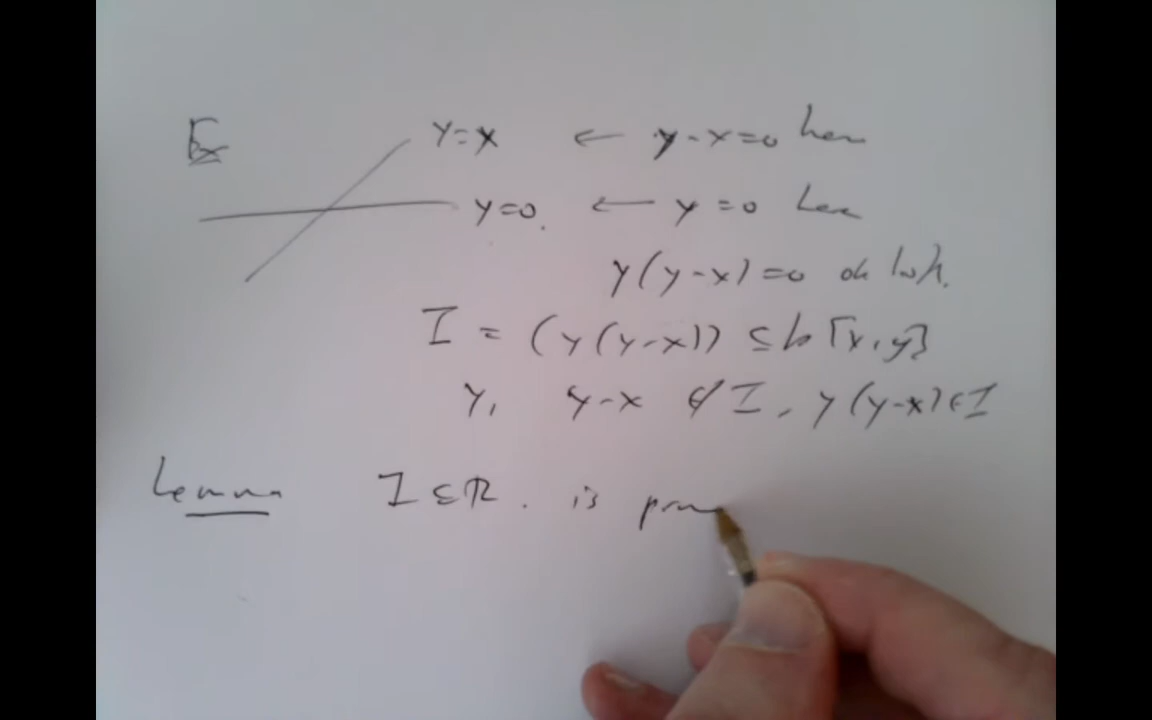 Ex y=x ← y-x=0 here
y=0. ← y=0 here
y(y-x)=0 on both.
I = (y(y-x)) ⊆ k[x,y]
y, y-x ∉ I, y(y-x) ∈ I
Lemma I ⊆ R. is prime